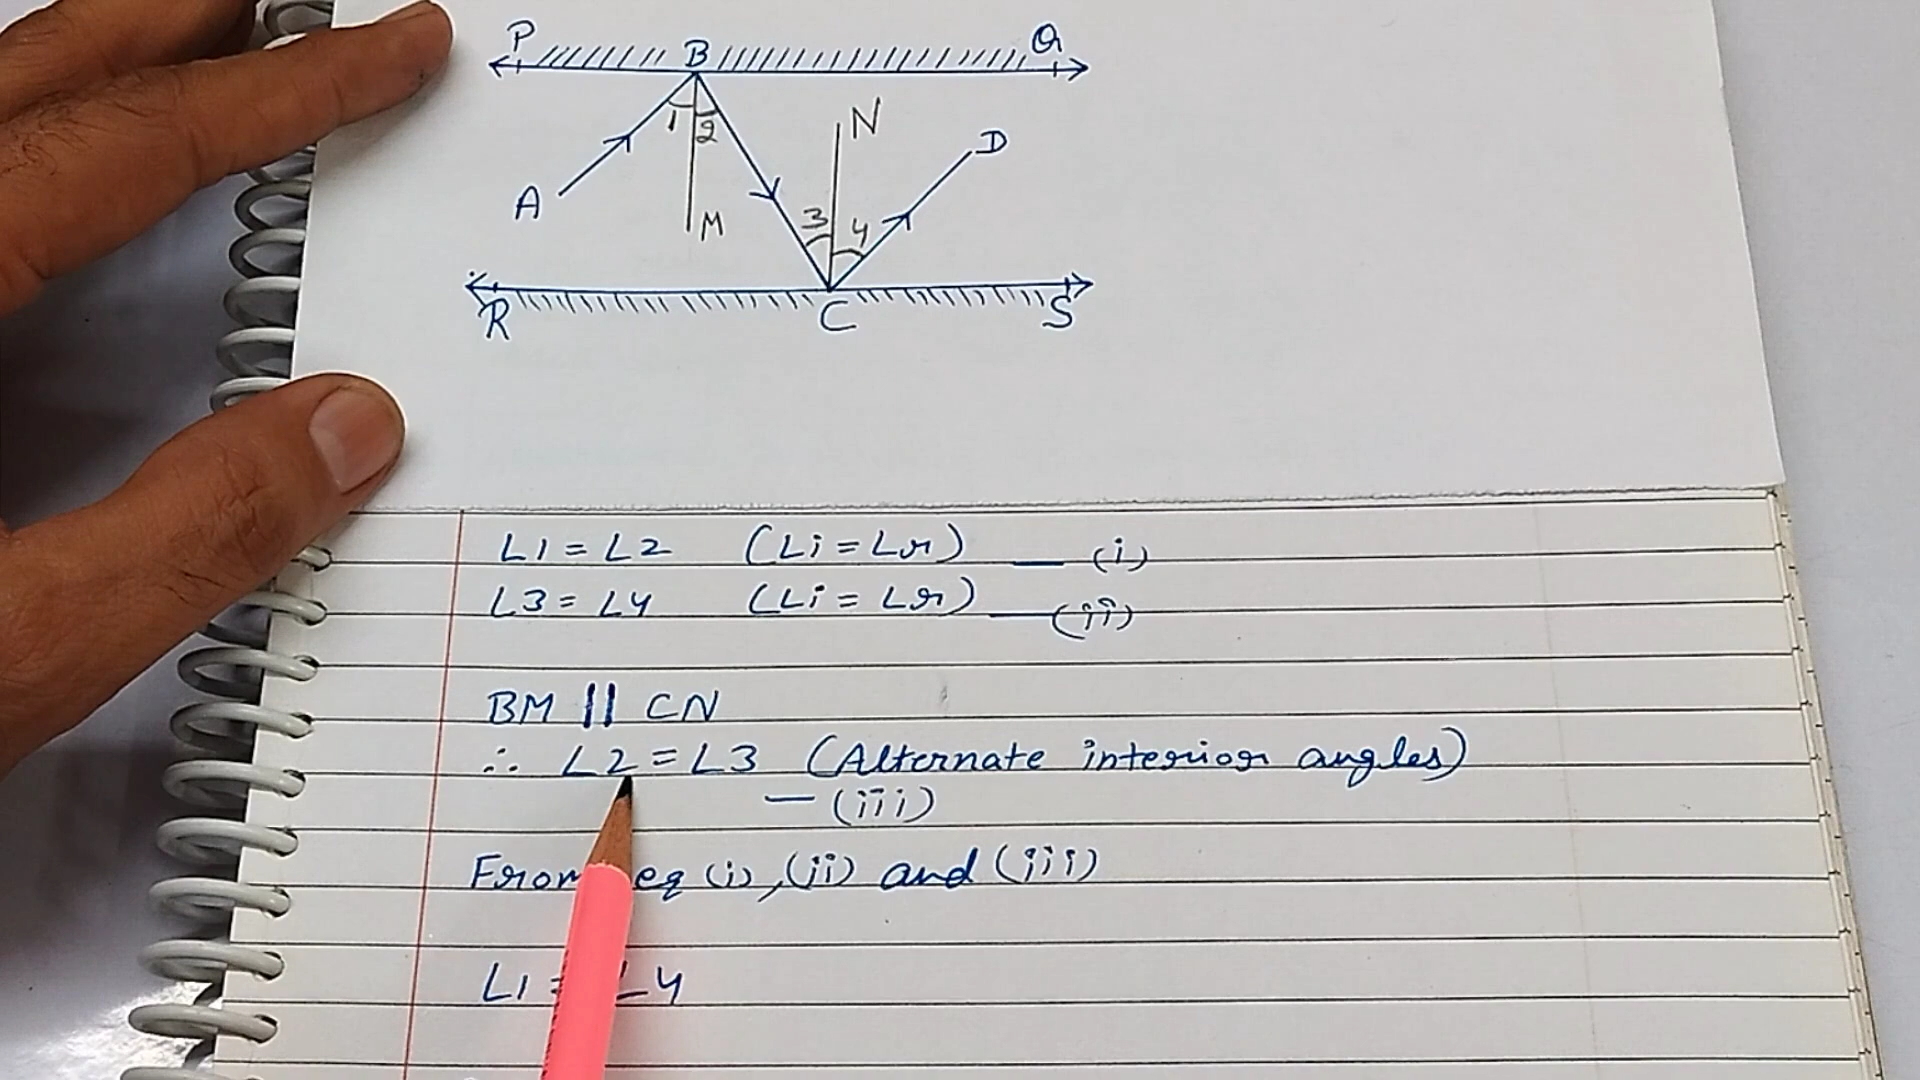 P B Q
N
1 2 D
A
M 3 4
R C S
∠1 = ∠2 (∠i = ∠r) — (i)
∠3 = ∠4 (∠i = ∠r) — (ii)
BM || CN
∴ ∠2 = ∠3 (Alternate interior angles)
— (iii)
From eq (i), (ii) and (iii)
∠1 = ∠4